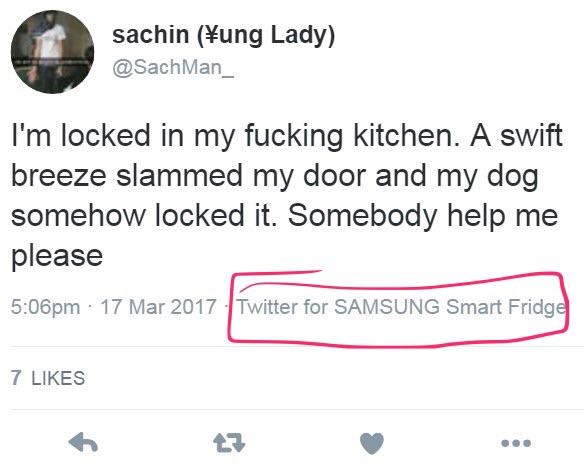 sachin (¥ung Lady)
@SachMan_
I'm locked in my fucking kitchen. A swift
breeze slammed my door and my dog
somehow locked it. Somebody help me
please
5:06pm · 17 Mar 2017 · Twitter for SAMSUNG Smart Fridge
7 LIKES